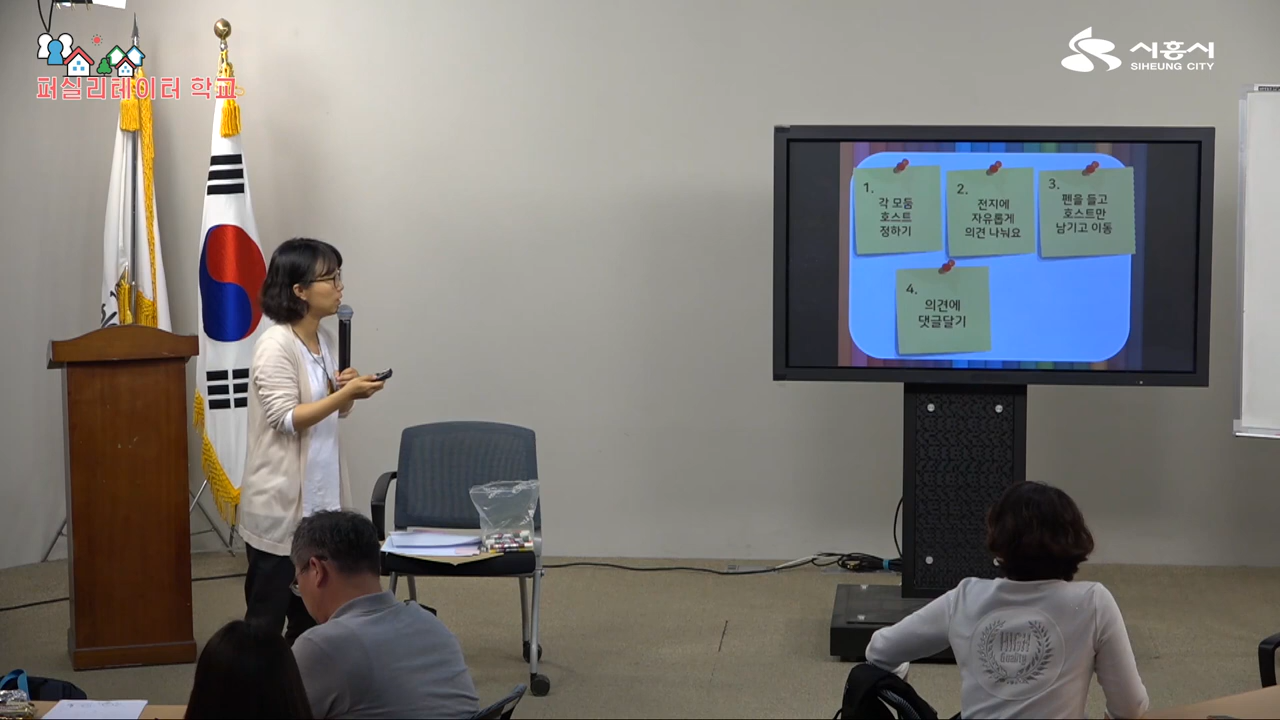 퍼실리테이터 학교
시흥시
SIHEUNG CITY
1.
각 모둠
호스트
정하기
2.
전지에
자유롭게
의견 나눠요
3.
펜을 들고
호스트만
남기고 이동
4.
의견에
댓글달기
HIGH
Quality